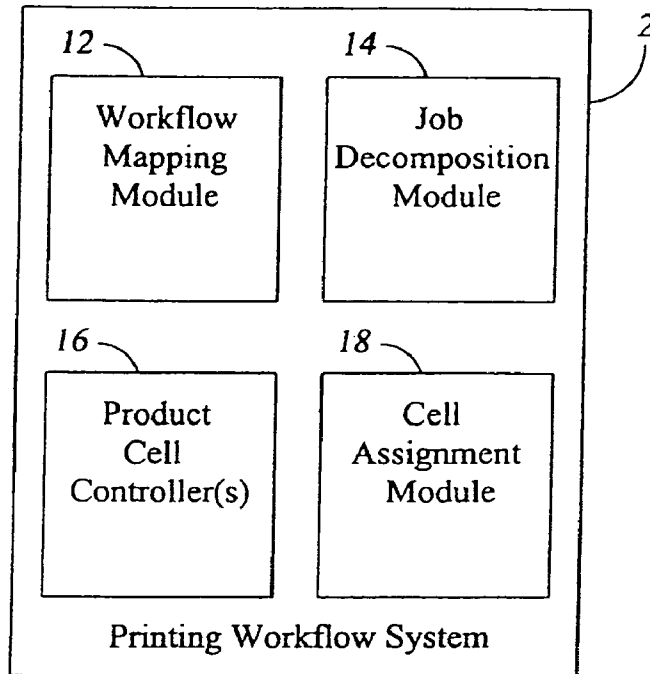 12
14
2
Workflow
Mapping
Module
Job
Decomposition
Module
16
18
Product
Cell
Controller(s)
Cell
Assignment
Module
Printing Workflow System